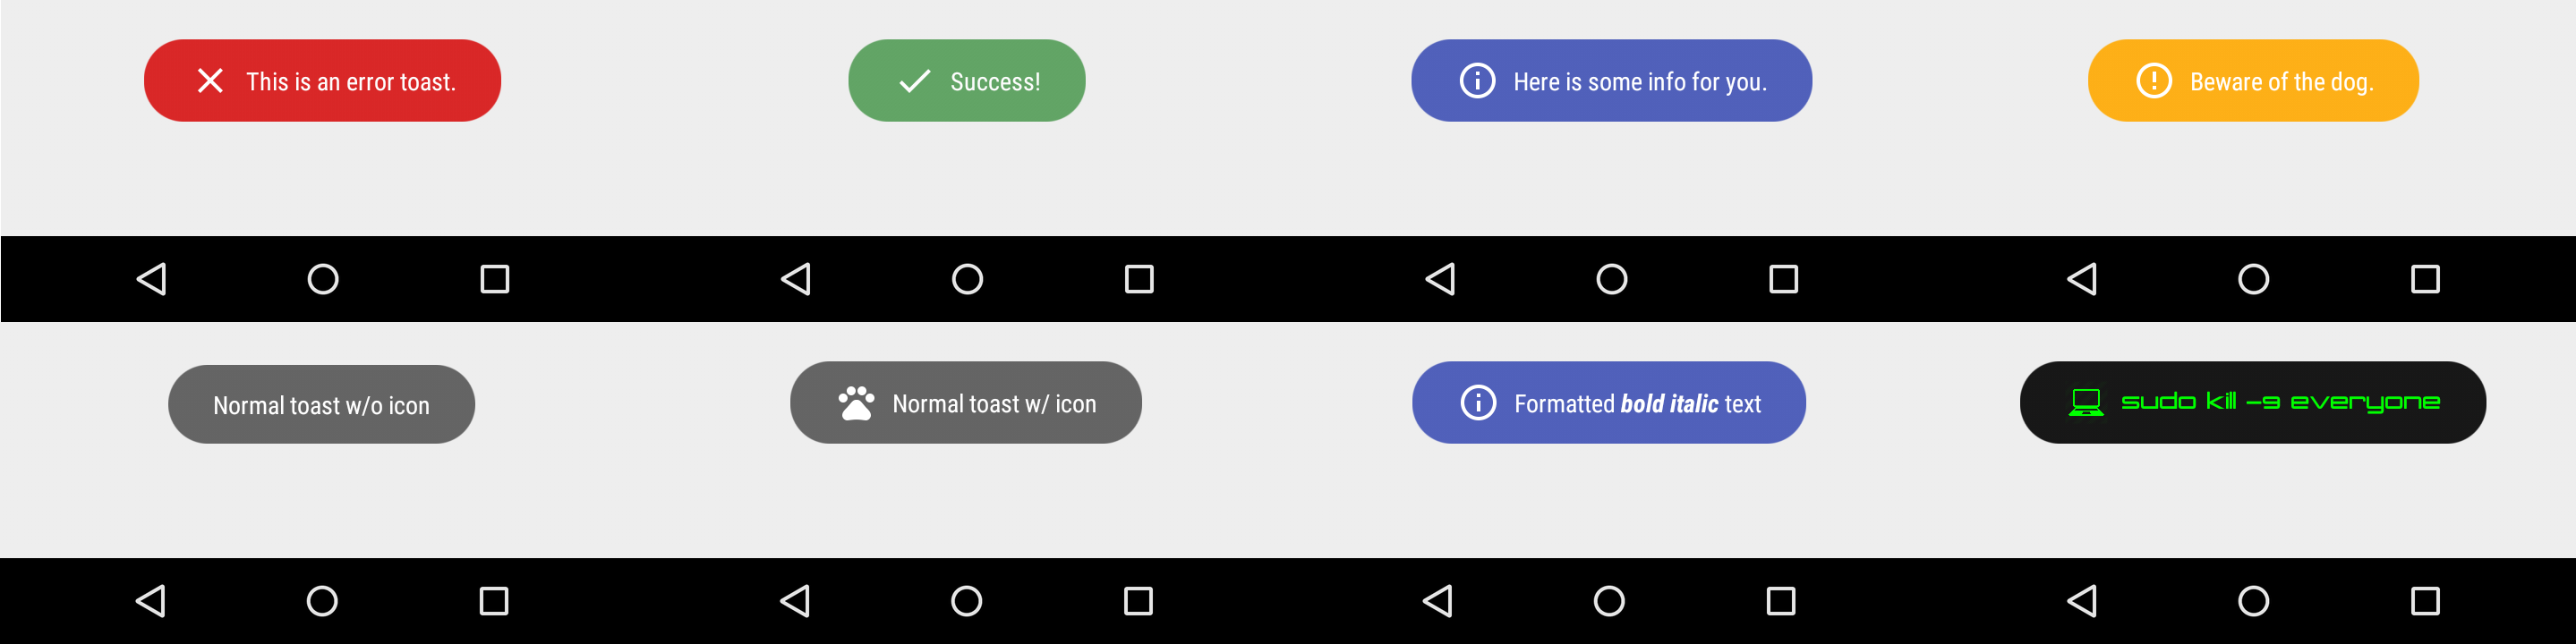 This is an error toast.
Success!
Here is some info for you.
Beware of the dog.
Normal toast w/o icon
Normal toast w/ icon
Formatted bold italic text
sudo kill -9 everyone